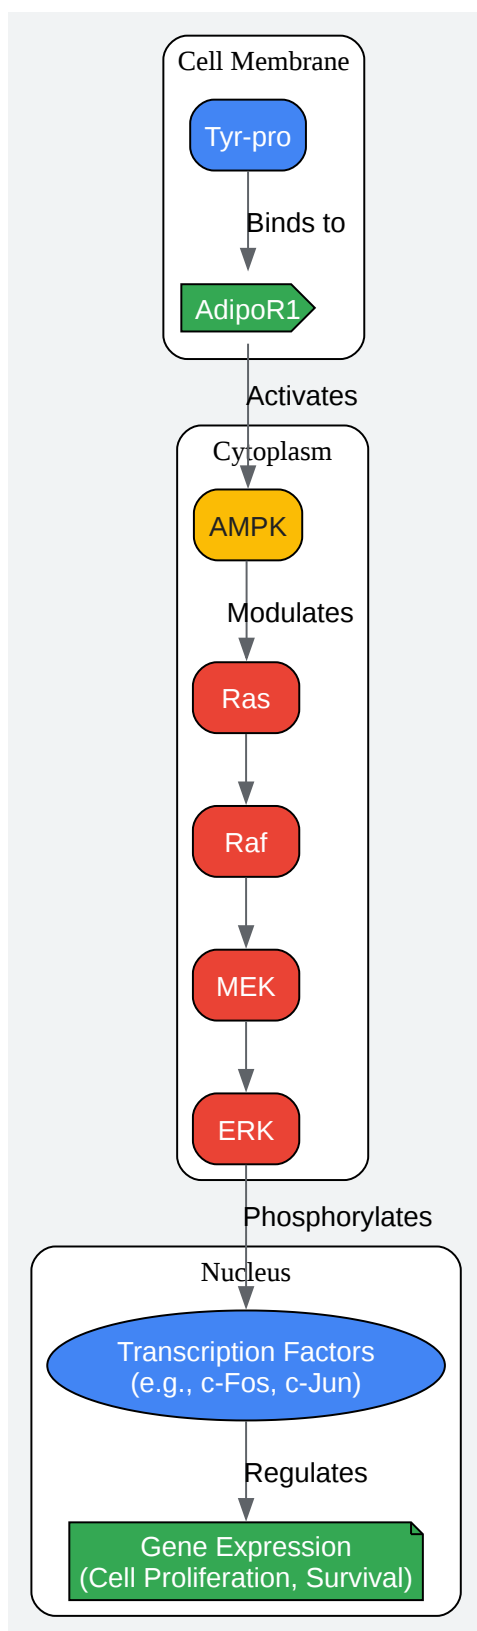 Cell Membrane
Tyr-pro
Binds to
AdipoR1
Activates
Cytoplasm
AMPK
Modulates
Ras
Raf
MEK
ERK
Phosphorylates
Nucleus
Transcription Factors
(e.g., c-Fos, c-Jun)
Regulates
Gene Expression
(Cell Proliferation, Survival)